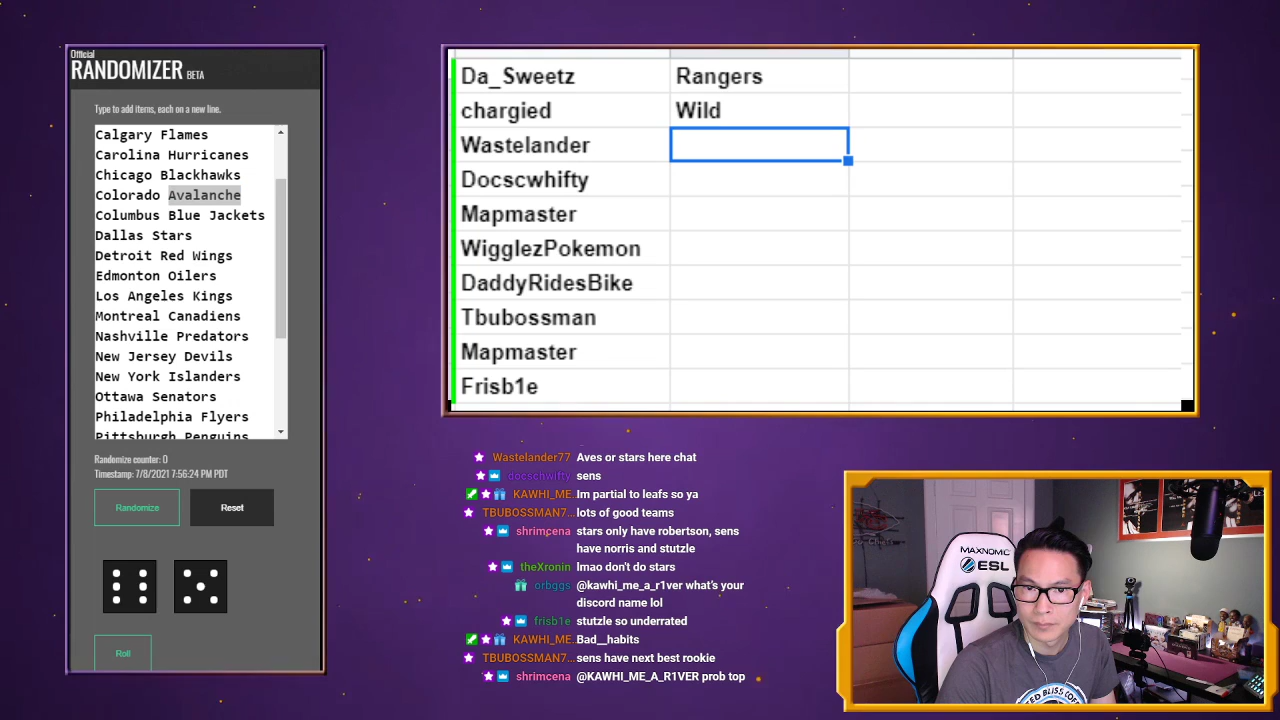 Official
RANDOMIZER BETA
Type to add items, each on a new line.
Calgary Flames
Carolina Hurricanes
Chicago Blackhawks
Colorado Avalanche
Columbus Blue Jackets
Dallas Stars
Detroit Red Wings
Edmonton Oilers
Los Angeles Kings
Montreal Canadiens
Nashville Predators
New Jersey Devils
New York Islanders
Ottawa Senators
Philadelphia Flyers
Pittsburgh Penguins
Randomize counter: 0
Timestamp: 7/8/2021 7:56:24 PM PDT
Randomize Reset
Roll
Da_Sweetz Rangers
chargied Wild
Wastelander
Docscwhifty
Mapmaster
WigglezPokemon
DaddyRidesBike
Tbubossman
Mapmaster
Frisb1e
Wastelander77 Aves or stars here chat
docschwifty sens
KAWHI_ME... Im partial to leafs so ya
TBUBOSSMAN7... lots of good teams
shrimcena stars only have robertson, sens
have norris and stutzle
theXronin lmao don't do stars
orbggs @kawhi_me_a_r1ver what's your
discord name lol
frisb1e stutzle so underrated
KAWHI_ME... Bad__habits
TBUBOSSMAN7... sens have next best rookie
shrimcena @KAWHI_ME_A_R1VER prob top
MAXNOMIC
ESL